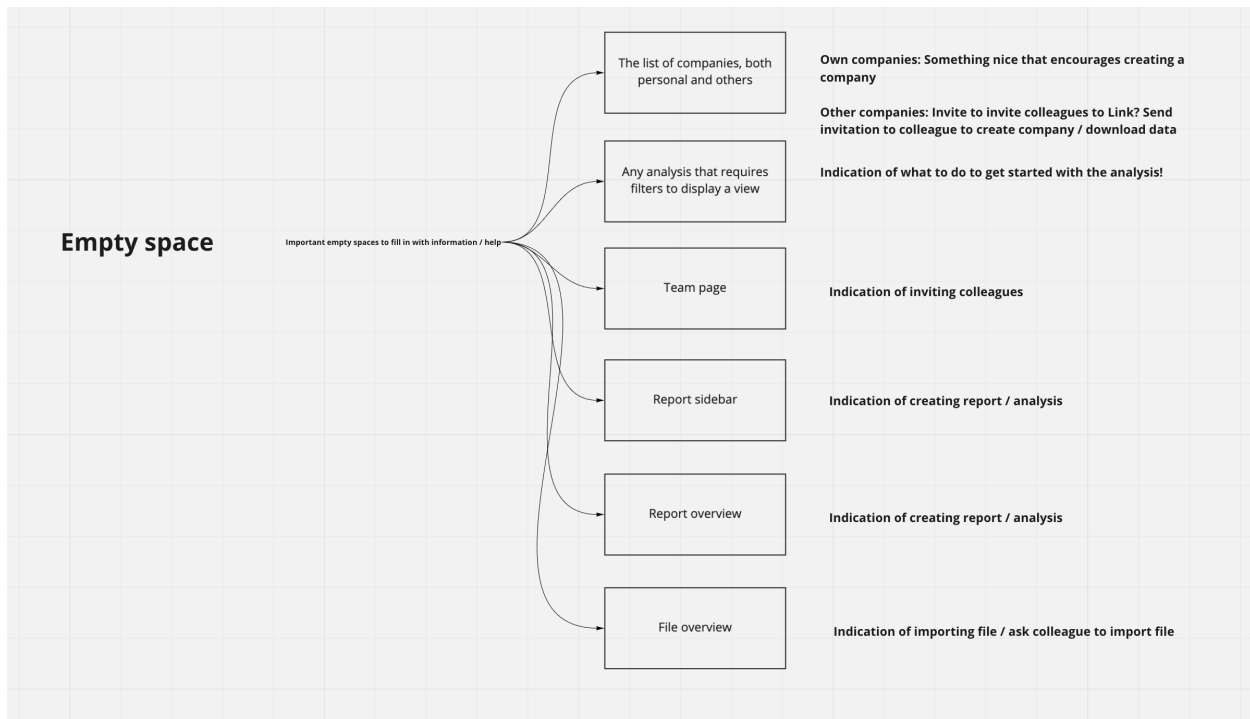 The list of companies, both
personal and others
Own companies: Something nice that encourages creating a
company
Other companies: Invite to invite colleagues to Link? Send
invitation to colleague to create company / download data
Any analysis that requires
filters to display a view
Indication of what to do to get started with the analysis!
Empty space
Important empty spaces to fill in with information / help
Team page
Indication of inviting colleagues
Report sidebar
Indication of creating report / analysis
Report overview
Indication of creating report / analysis
File overview
Indication of importing file / ask colleague to import file